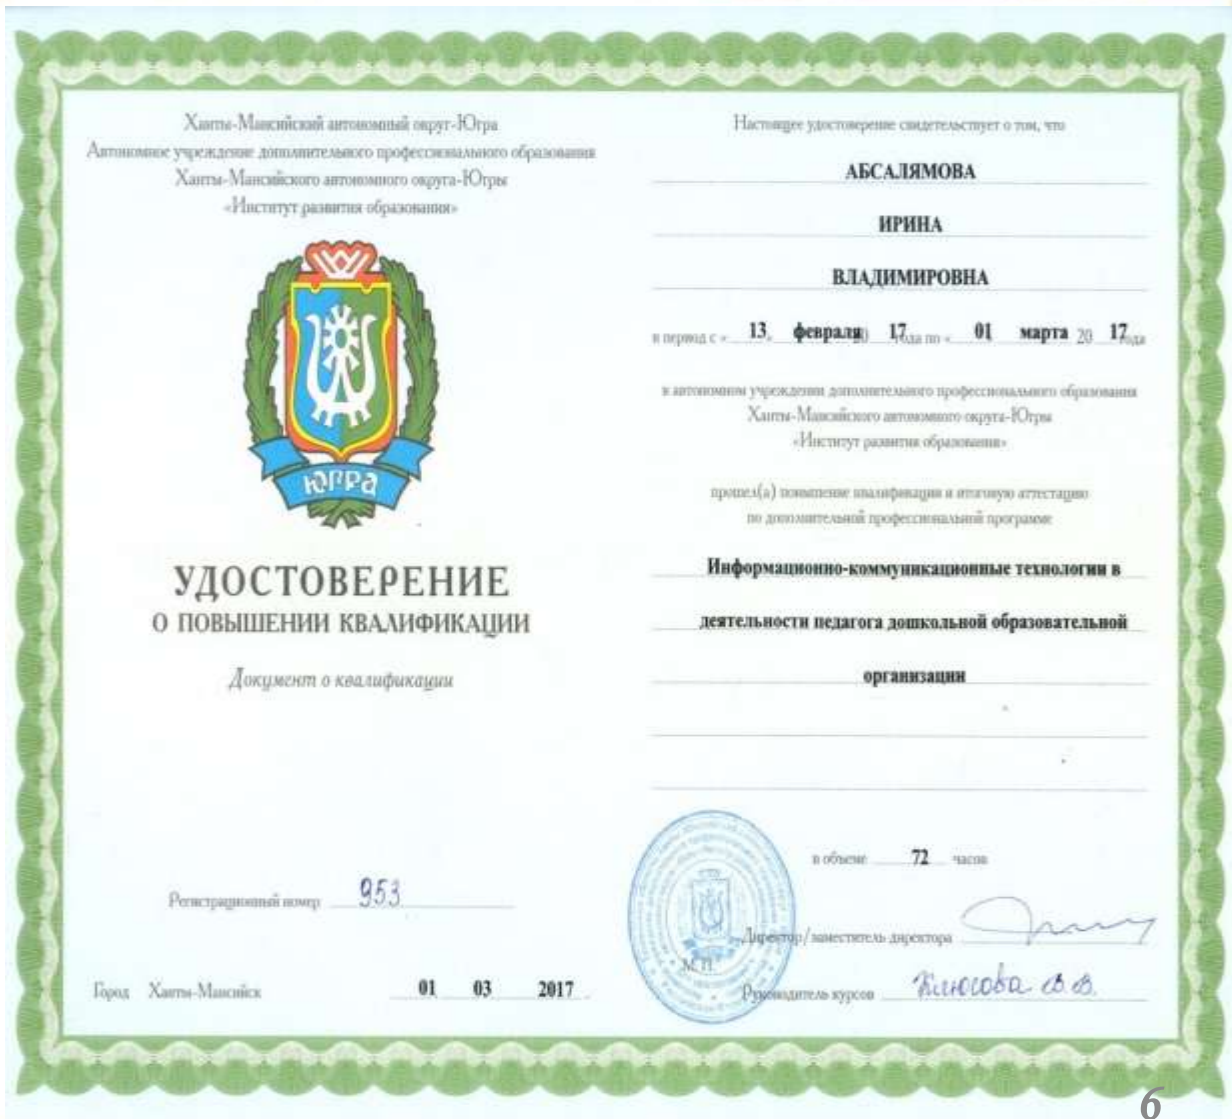 Ханты-Мансийский автономный округ-Югра
Автономное учреждение дополнительного профессионального образования
Ханты-Мансийского автономного округа-Югры
«Институт развития образования»
ЮГРА
УДОСТОВЕРЕНИЕ
О ПОВЫШЕНИИ КВАЛИФИКАЦИИ
Документ о квалификации
Регистрационный номер 953
Город Ханты-Мансийск 01 03 2017
Настоящее удостоверение свидетельствует о том, что
АБСАЛЯМОВА
ИРИНА
ВЛАДИМИРОВНА
в период с « 13 » февраля 20 17 года по « 01 марта 20 17 года
в автономном учреждении дополнительного профессионального образования
Ханты-Мансийского автономного округа-Югры
«Институт развития образования»
прошел(а) повышение квалификации и итоговую аттестацию
по дополнительной профессиональной программе
Информационно-коммуникационные технологии в
деятельности педагога дошкольной образовательной
организации
в объеме 72 часов
Директор/заместитель директора
М.П.
Руководитель курсов Клюсова В.В.
6